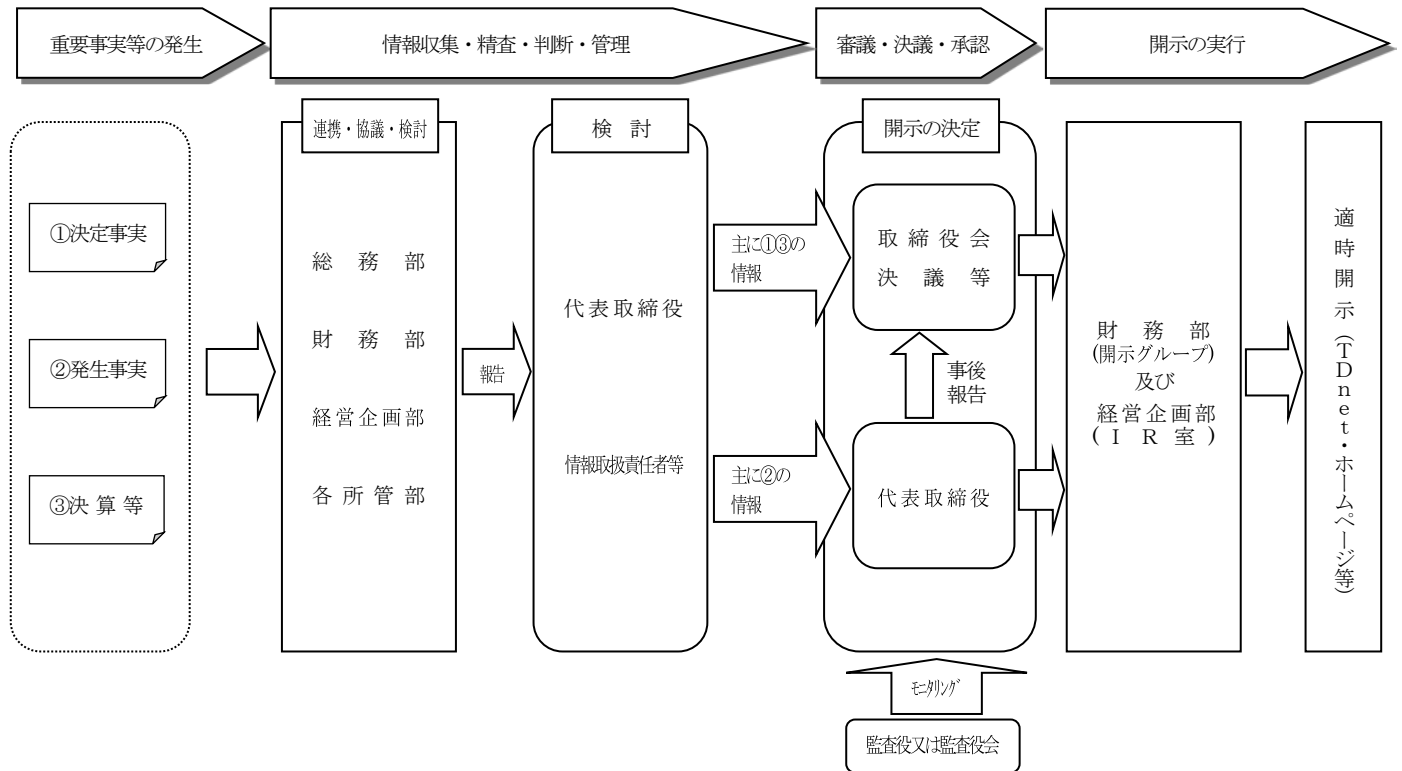 重要事実等の発生
情報収集・精査・判断・管理
審議・決議・承認
開示の実行
①決定事実
②発生事実
③決算等
連携・協議・検討
総務部
財務部
経営企画部
各所管部
報告
検討
代表取締役
情報取扱責任者等
主に①③の
情報
主に②の
情報
開示の決定
取締役会
決議等
事後
報告
代表取締役
モニタリング
監査役又は監査役会
財務部
(開示グループ)
及び
経営企画部
(IR室)
適時開示(TDnet・ホームページ等)